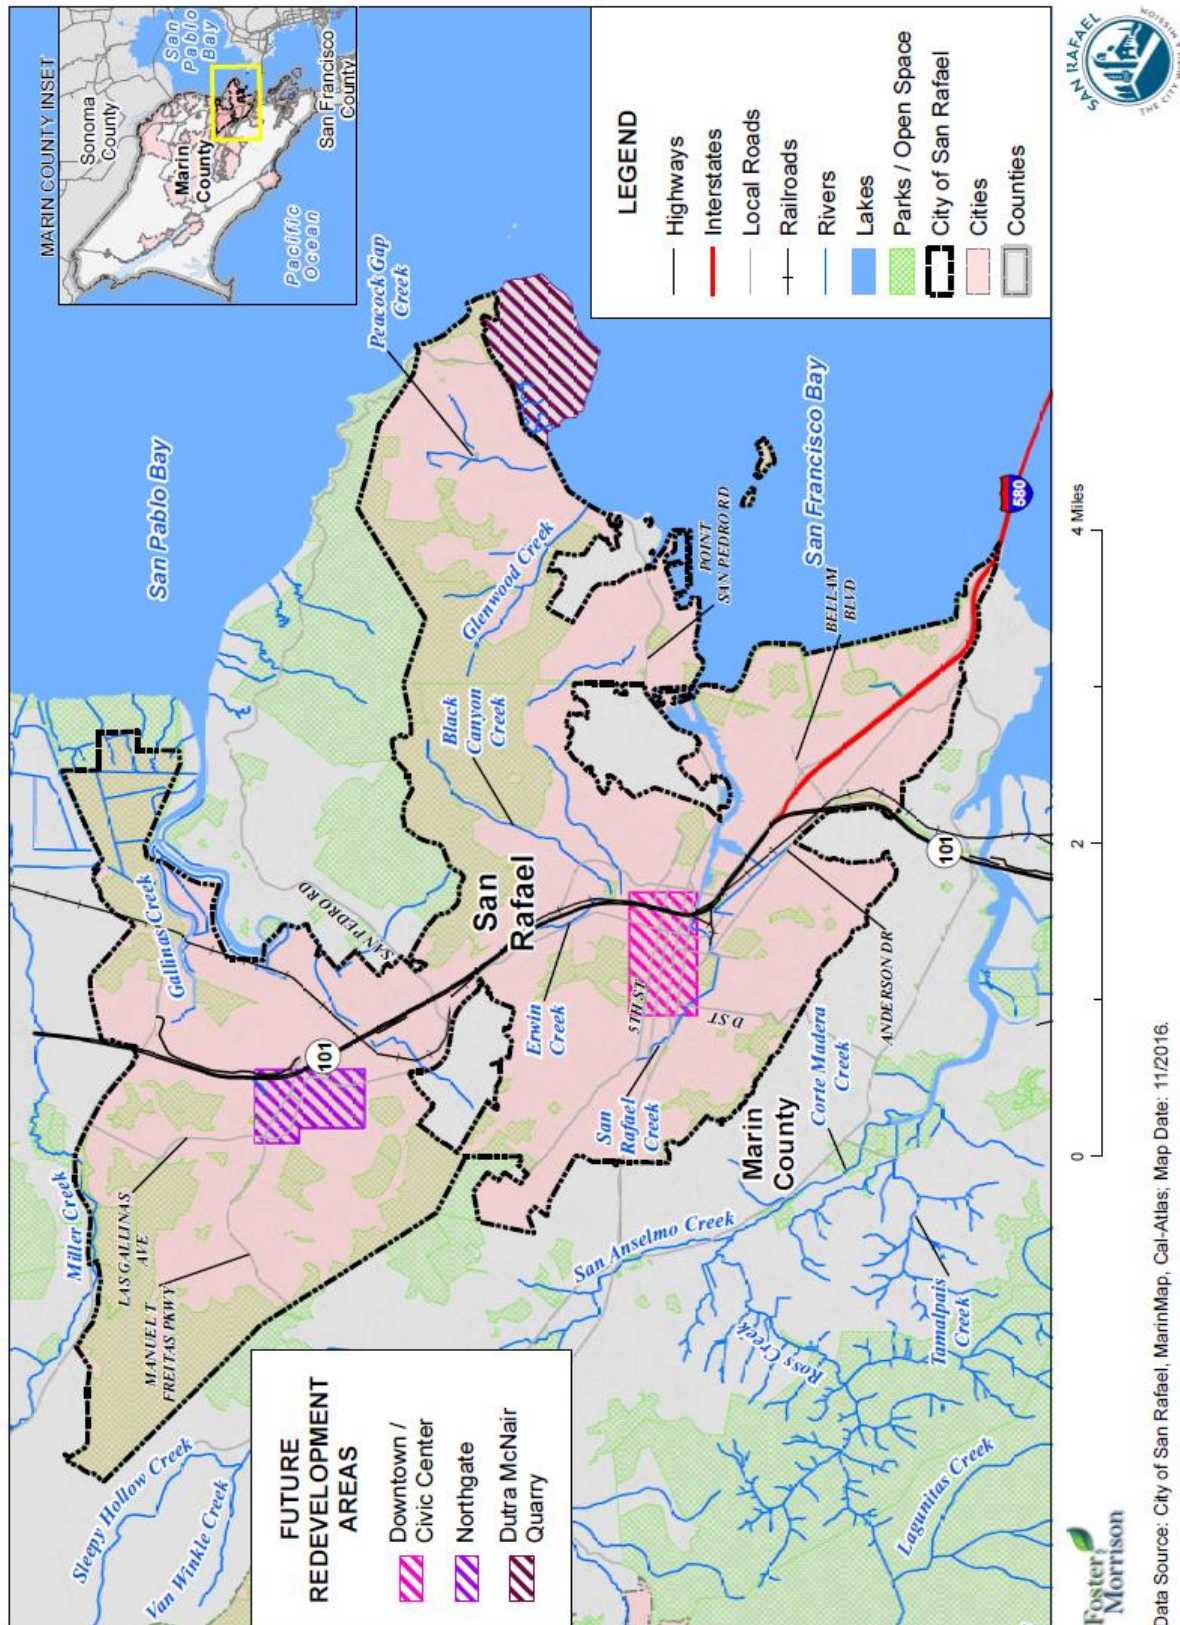 MARIN COUNTY INSET
Sonoma
County
San
Pablo
Bay
Marin
County
Pacific
Ocean
San Francisco
County
San Pablo Bay
Peacock Gap
Creek
Miller Creek
Gallinas Creek
LAS GALLINAS
AVE
MANUEL T
FREITAS PKWY
101
SAN PEDRO RD
Sleepy Hollow Creek
Van Winkle Creek
San
Rafael
Black
Canyon
Creek
Glenwood Creek
Erwin
Creek
5TH ST
D ST
San
Rafael
Creek
POINT
SAN PEDRO RD
San Francisco Bay
BELLAM
BLVD
580
101
ANDERSON DR
Marin
County
Corte Madera
Creek
San Anselmo Creek
Ross Creek
Tamalpais
Creek
Lagunitas Creek
FUTURE
REDEVELOPMENT
AREAS
Downtown /
Civic Center
Northgate
Dutra McNair
Quarry
LEGEND
Highways
Interstates
Local Roads
Railroads
Rivers
Lakes
Parks / Open Space
City of San Rafael
Cities
Counties
0
2
4 Miles
Foster
Morrison
SAN RAFAEL
THE CITY WITH A MISSION
Data Source: City of San Rafael, MarinMap, Cal-Atlas; Map Date: 11/2016.